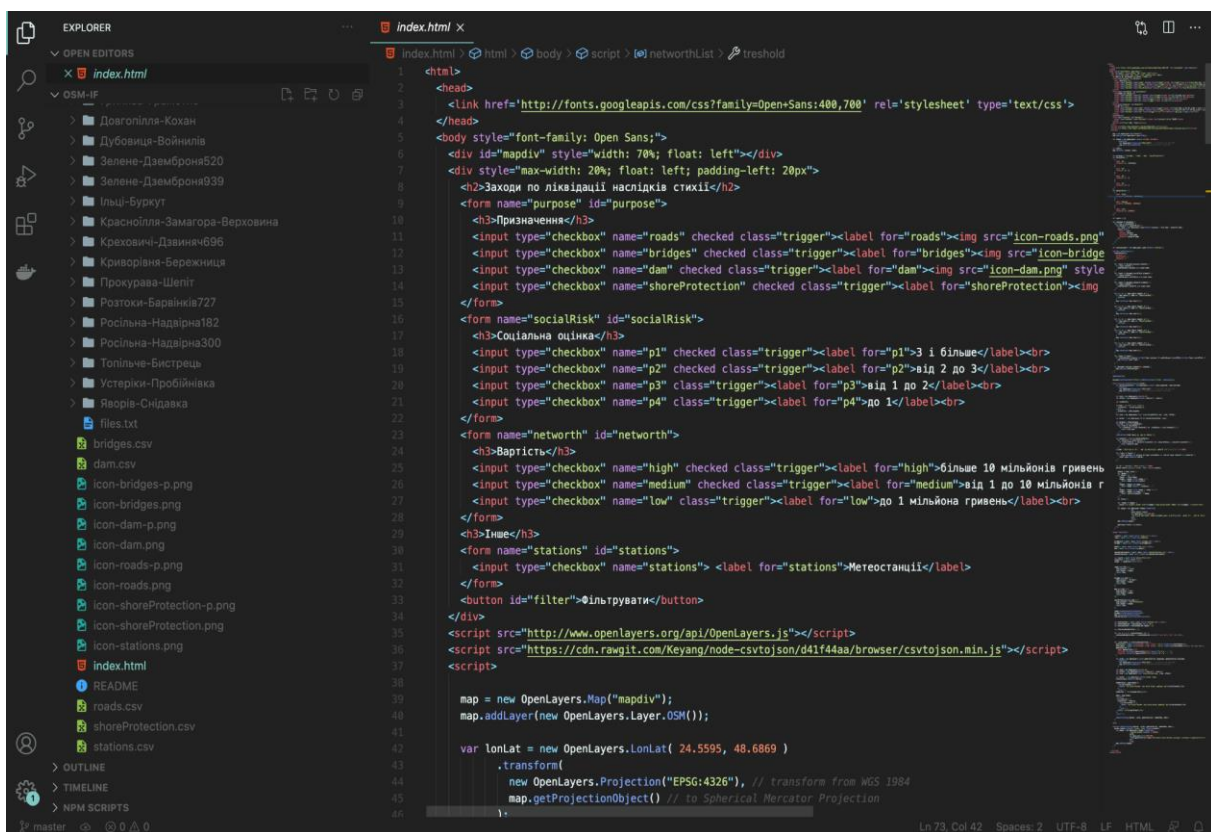 EXPLORER
OPEN EDITORS
index.html
OSM-IF
Довгопілля-Кохан
Дубовиця-Войнилів
Зелене-Дземброня520
Зелене-Дземброня939
Ільці-Буркут
Красноїлля-Замагора-Верховина
Креховичі-Дзвиняч696
Криворівня-Бережниця
Прокурава-Шепіт
Розтоки-Барвінків727
Росільна-Надвірна182
Росільна-Надвірна300
Топільче-Бистрець
Устеріки-Пробійнівка
Яворів-Снідавка
files.txt
bridges.csv
dam.csv
icon-bridges-p.png
icon-bridges.png
icon-dam-p.png
icon-dam.png
icon-roads-p.png
icon-roads.png
icon-shoreProtection-p.png
icon-shoreProtection.png
icon-stations.png
index.html
README
roads.csv
shoreProtection.csv
stations.csv
OUTLINE
TIMELINE
NPM SCRIPTS
index.html
index.html > html > body > script > networthList > treshold
1 <html>
2 <head>
3 <link href='http://fonts.googleapis.com/css?family=Open+Sans:400,700' rel='stylesheet' type='text/css'>
4 </head>
5 <body style="font-family: Open Sans;">
6 <div id="mapdiv" style="width: 70%; float: left"></div>
7 <div style="max-width: 20%; float: left; padding-left: 20px">
8 <h2>Заходи по ліквідації наслідків стихії</h2>
9 <form name="purpose" id="purpose">
10 <h3>Призначення</h3>
11 <input type="checkbox" name="roads" checked class="trigger"><label for="roads"><img src="icon-roads.png"
12 <input type="checkbox" name="bridges" checked class="trigger"><label for="bridges"><img src="icon-bridge
13 <input type="checkbox" name="dam" checked class="trigger"><label for="dam"><img src="icon-dam.png" style
14 <input type="checkbox" name="shoreProtection" checked class="trigger"><label for="shoreProtection"><img
15 </form>
16 <form name="socialRisk" id="socialRisk">
17 <h3>Соціальна оцінка</h3>
18 <input type="checkbox" name="p1" checked class="trigger"><label for="p1">3 і більше</label><br>
19 <input type="checkbox" name="p2" checked class="trigger"><label for="p2">від 2 до 3</label><br>
20 <input type="checkbox" name="p3" class="trigger"><label for="p3">від 1 до 2</label><br>
21 <input type="checkbox" name="p4" class="trigger"><label for="p4">до 1</label><br>
22 </form>
23 <form name="networth" id="networth">
24 <h3>Вартість</h3>
25 <input type="checkbox" name="high" checked class="trigger"><label for="high">більше 10 мільйонів гривень
26 <input type="checkbox" name="medium" checked class="trigger"><label for="medium">від 1 до 10 мільйонів г
27 <input type="checkbox" name="low" class="trigger"><label for="low">до 1 мільйона гривень</label><br>
28 </form>
29 <h3>Інше</h3>
30 <form name="stations" id="stations">
31 <input type="checkbox" name="stations"> <label for="stations">Метеостанції</label>
32 </form>
33 <button id="filter">Фільтрувати</button>
34 </div>
35 <script src="http://www.openlayers.org/api/OpenLayers.js"></script>
36 <script src="https://cdn.rawgit.com/Keyang/node-csvtojson/d41f44aa/browser/csvtojson.min.js"></script>
37 <script>
38
39 map = new OpenLayers.Map("mapdiv");
40 map.addLayer(new OpenLayers.Layer.OSM());
41
42 var lonLat = new OpenLayers.LonLat( 24.5595, 48.6869 )
43 .transform(
44 new OpenLayers.Projection("EPSG:4326"), // transform from WGS 1984
45 map.getProjectionObject() // to Spherical Mercator Projection
46 );
1
master 0 0 Ln 73, Col 42 Spaces: 2 UTF-8 LF HTML